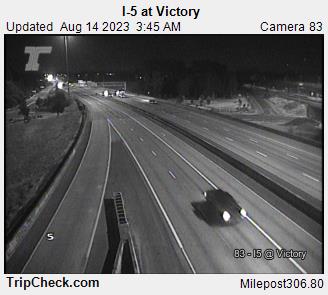 I-5 at Victory
Updated  Aug 14 2023  3:45 AM  Camera 83
S
83 - I5 @ Victory
TripCheck.com  Milepost306.80